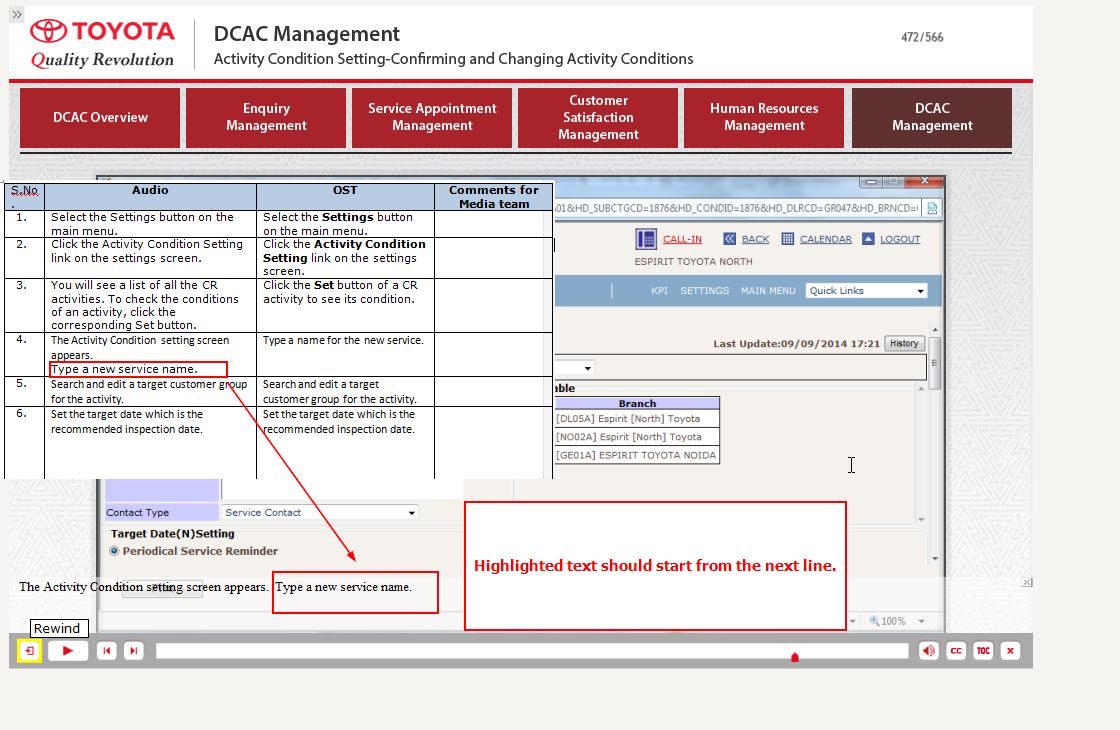 TOYOTA
Quality Revolution
DCAC Management
Activity Condition Setting-Confirming and Changing Activity Conditions
472/566
DCAC Overview
Enquiry
Management
Service Appointment
Management
Customer
Satisfaction
Management
Human Resources
Management
DCAC
Management
S.No
.
Audio
OST
Comments for
Media team
1.
Select the Settings button on the
main menu.
Select the Settings button
on the main menu.
2.
Click the Activity Condition Setting
link on the settings screen.
Click the Activity Condition
Setting link on the settings
screen.
3.
You will see a list of all the CR
activities. To check the conditions
of an activity, click the
corresponding Set button.
Click the Set button of a CR
activity to see its condition.
4.
The Activity Condition setting screen
appears.
Type a new service name.
Type a name for the new service.
5.
Search and edit a target customer group
for the activity.
Search and edit a target
customer group for the activity.
6.
Set the target date which is the
recommended inspection date.
Set the target date which is the
recommended inspection date.
01&HD_SUBCTGCD=1876&HD_CONDID=1876&HD_DLRCD=GR047&HD_BRNCD=
CALL-IN
BACK
CALENDAR
LOGOUT
ESPIRIT TOYOTA NORTH
KPI
SETTINGS
MAIN MENU
Quick Links
Last Update:09/09/2014 17:21
History
able
Branch
[DL05A] Espirit [North] Toyota
[NO02A] Espirit [North] Toyota
[GE01A] ESPIRIT TOYOTA NOIDA
Contact Type
Service Contact
Target Date(N)Setting
Periodical Service Reminder
Highlighted text should start from the next line.
The Activity Condition setting screen appears.
Type a new service name.
100%
Rewind
CC
TOC